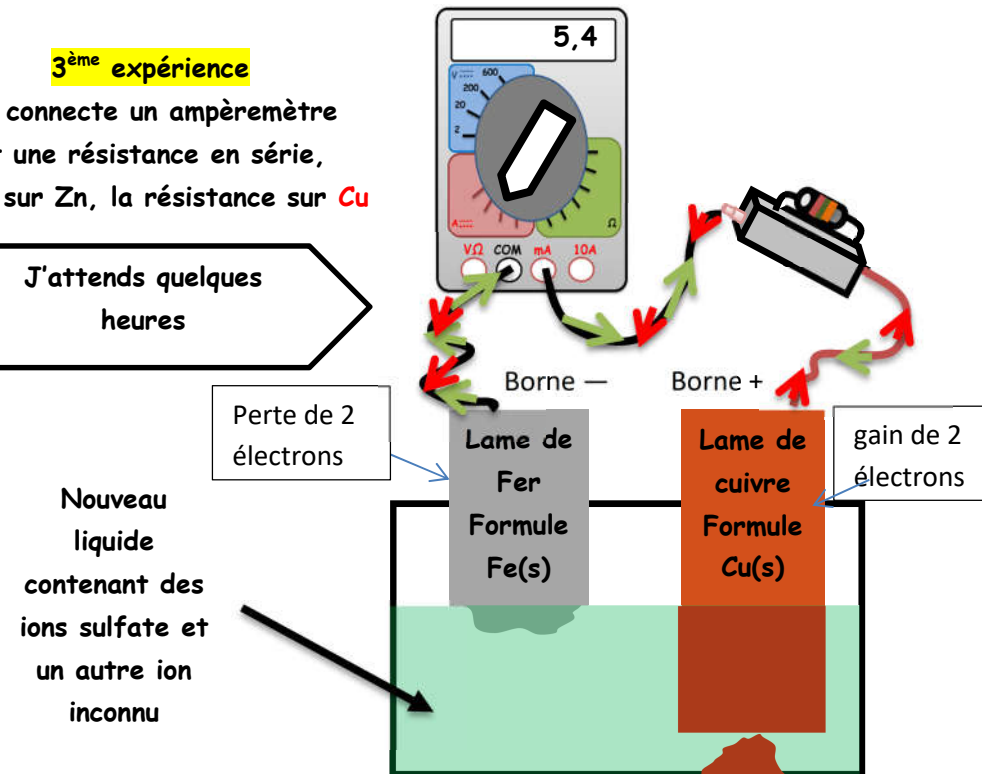 3ème expérience
connecte un ampèremètre
une résistance en série,
sur Zn, la résistance sur Cu
J'attends quelques
heures
5,4
V
600
200
20
2
A
Ω
VΩ COM mA 10A
Borne — Borne +
Perte de 2
électrons
Lame de
Fer
Formule
Fe(s)
Lame de
cuivre
Formule
Cu(s)
gain de 2
électrons
Nouveau
liquide
contenant des
ions sulfate et
un autre ion
inconnu